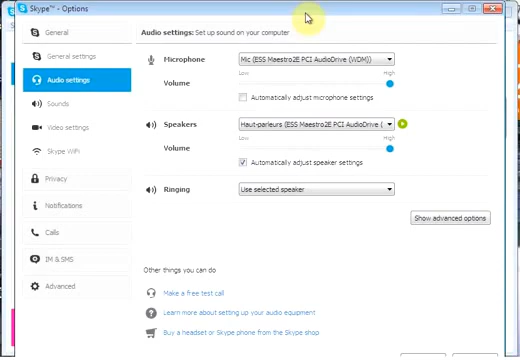 Skype™ - Options
General
General settings
Audio settings
Sounds
Video settings
Skype WiFi
Privacy
Notifications
Calls
IM & SMS
Advanced
Audio settings: Set up sound on your computer
Microphone
Mic (ESS Maestro2E PCI AudioDrive (WDM))
Low
High
Volume
Automatically adjust microphone settings
Speakers
Haut-parleurs (ESS Maestro2E PCI AudioDrive (
Low
High
Volume
Automatically adjust speaker settings
Ringing
Use selected speaker
Show advanced options
Other things you can do
Make a free test call
Learn more about setting up your audio equipment
Buy a headset or Skype phone from the Skype shop